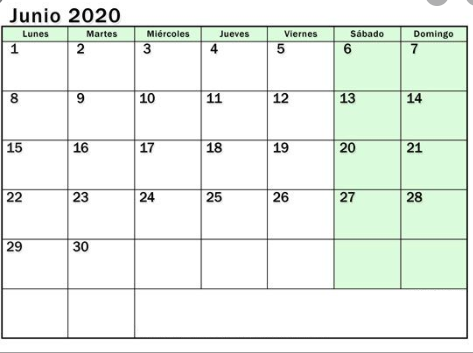 Junio 2020
Lunes Martes Miércoles Jueves Viernes Sábado Domingo
1 2 3 4 5 6 7
8 9 10 11 12 13 14
15 16 17 18 19 20 21
22 23 24 25 26 27 28
29 30